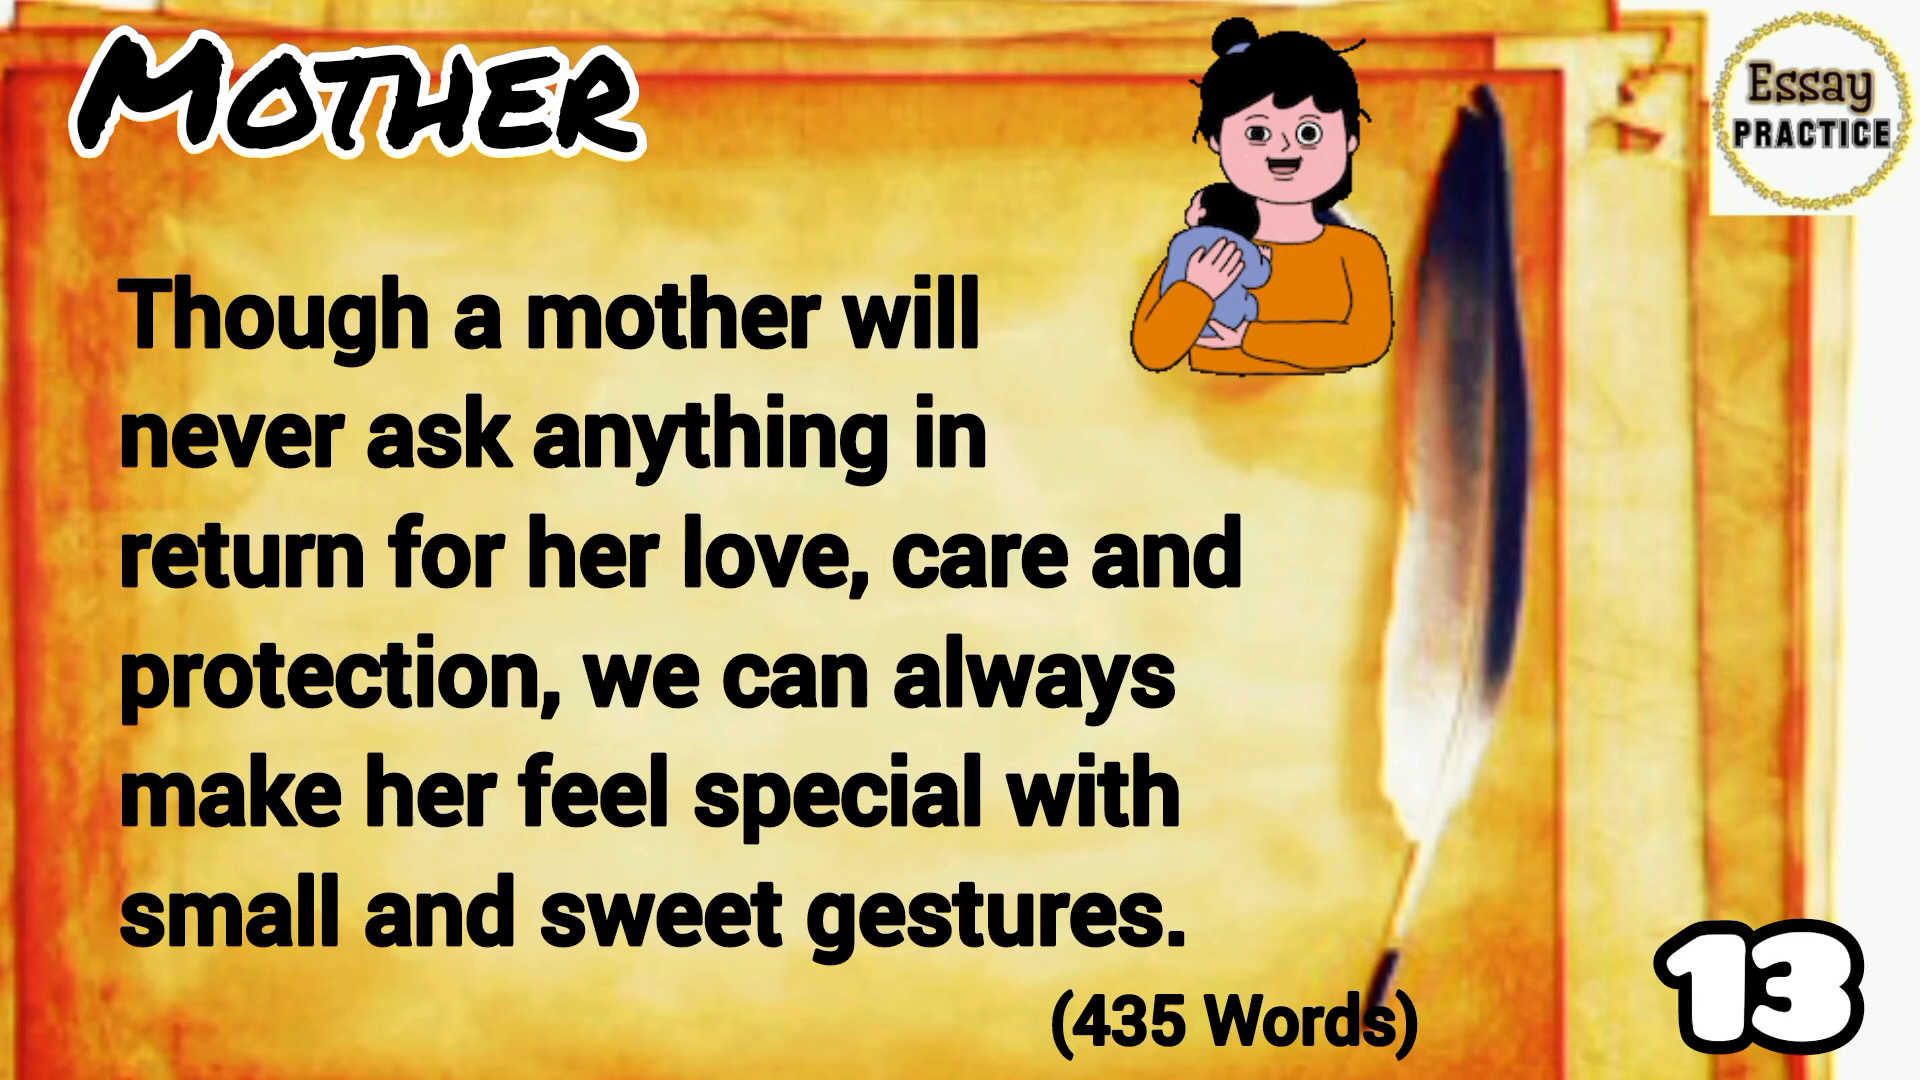 MOTHER
Essay
PRACTICE
Though a mother will
never ask anything in
return for her love, care and
protection, we can always
make her feel special with
small and sweet gestures.
(435 Words)
13